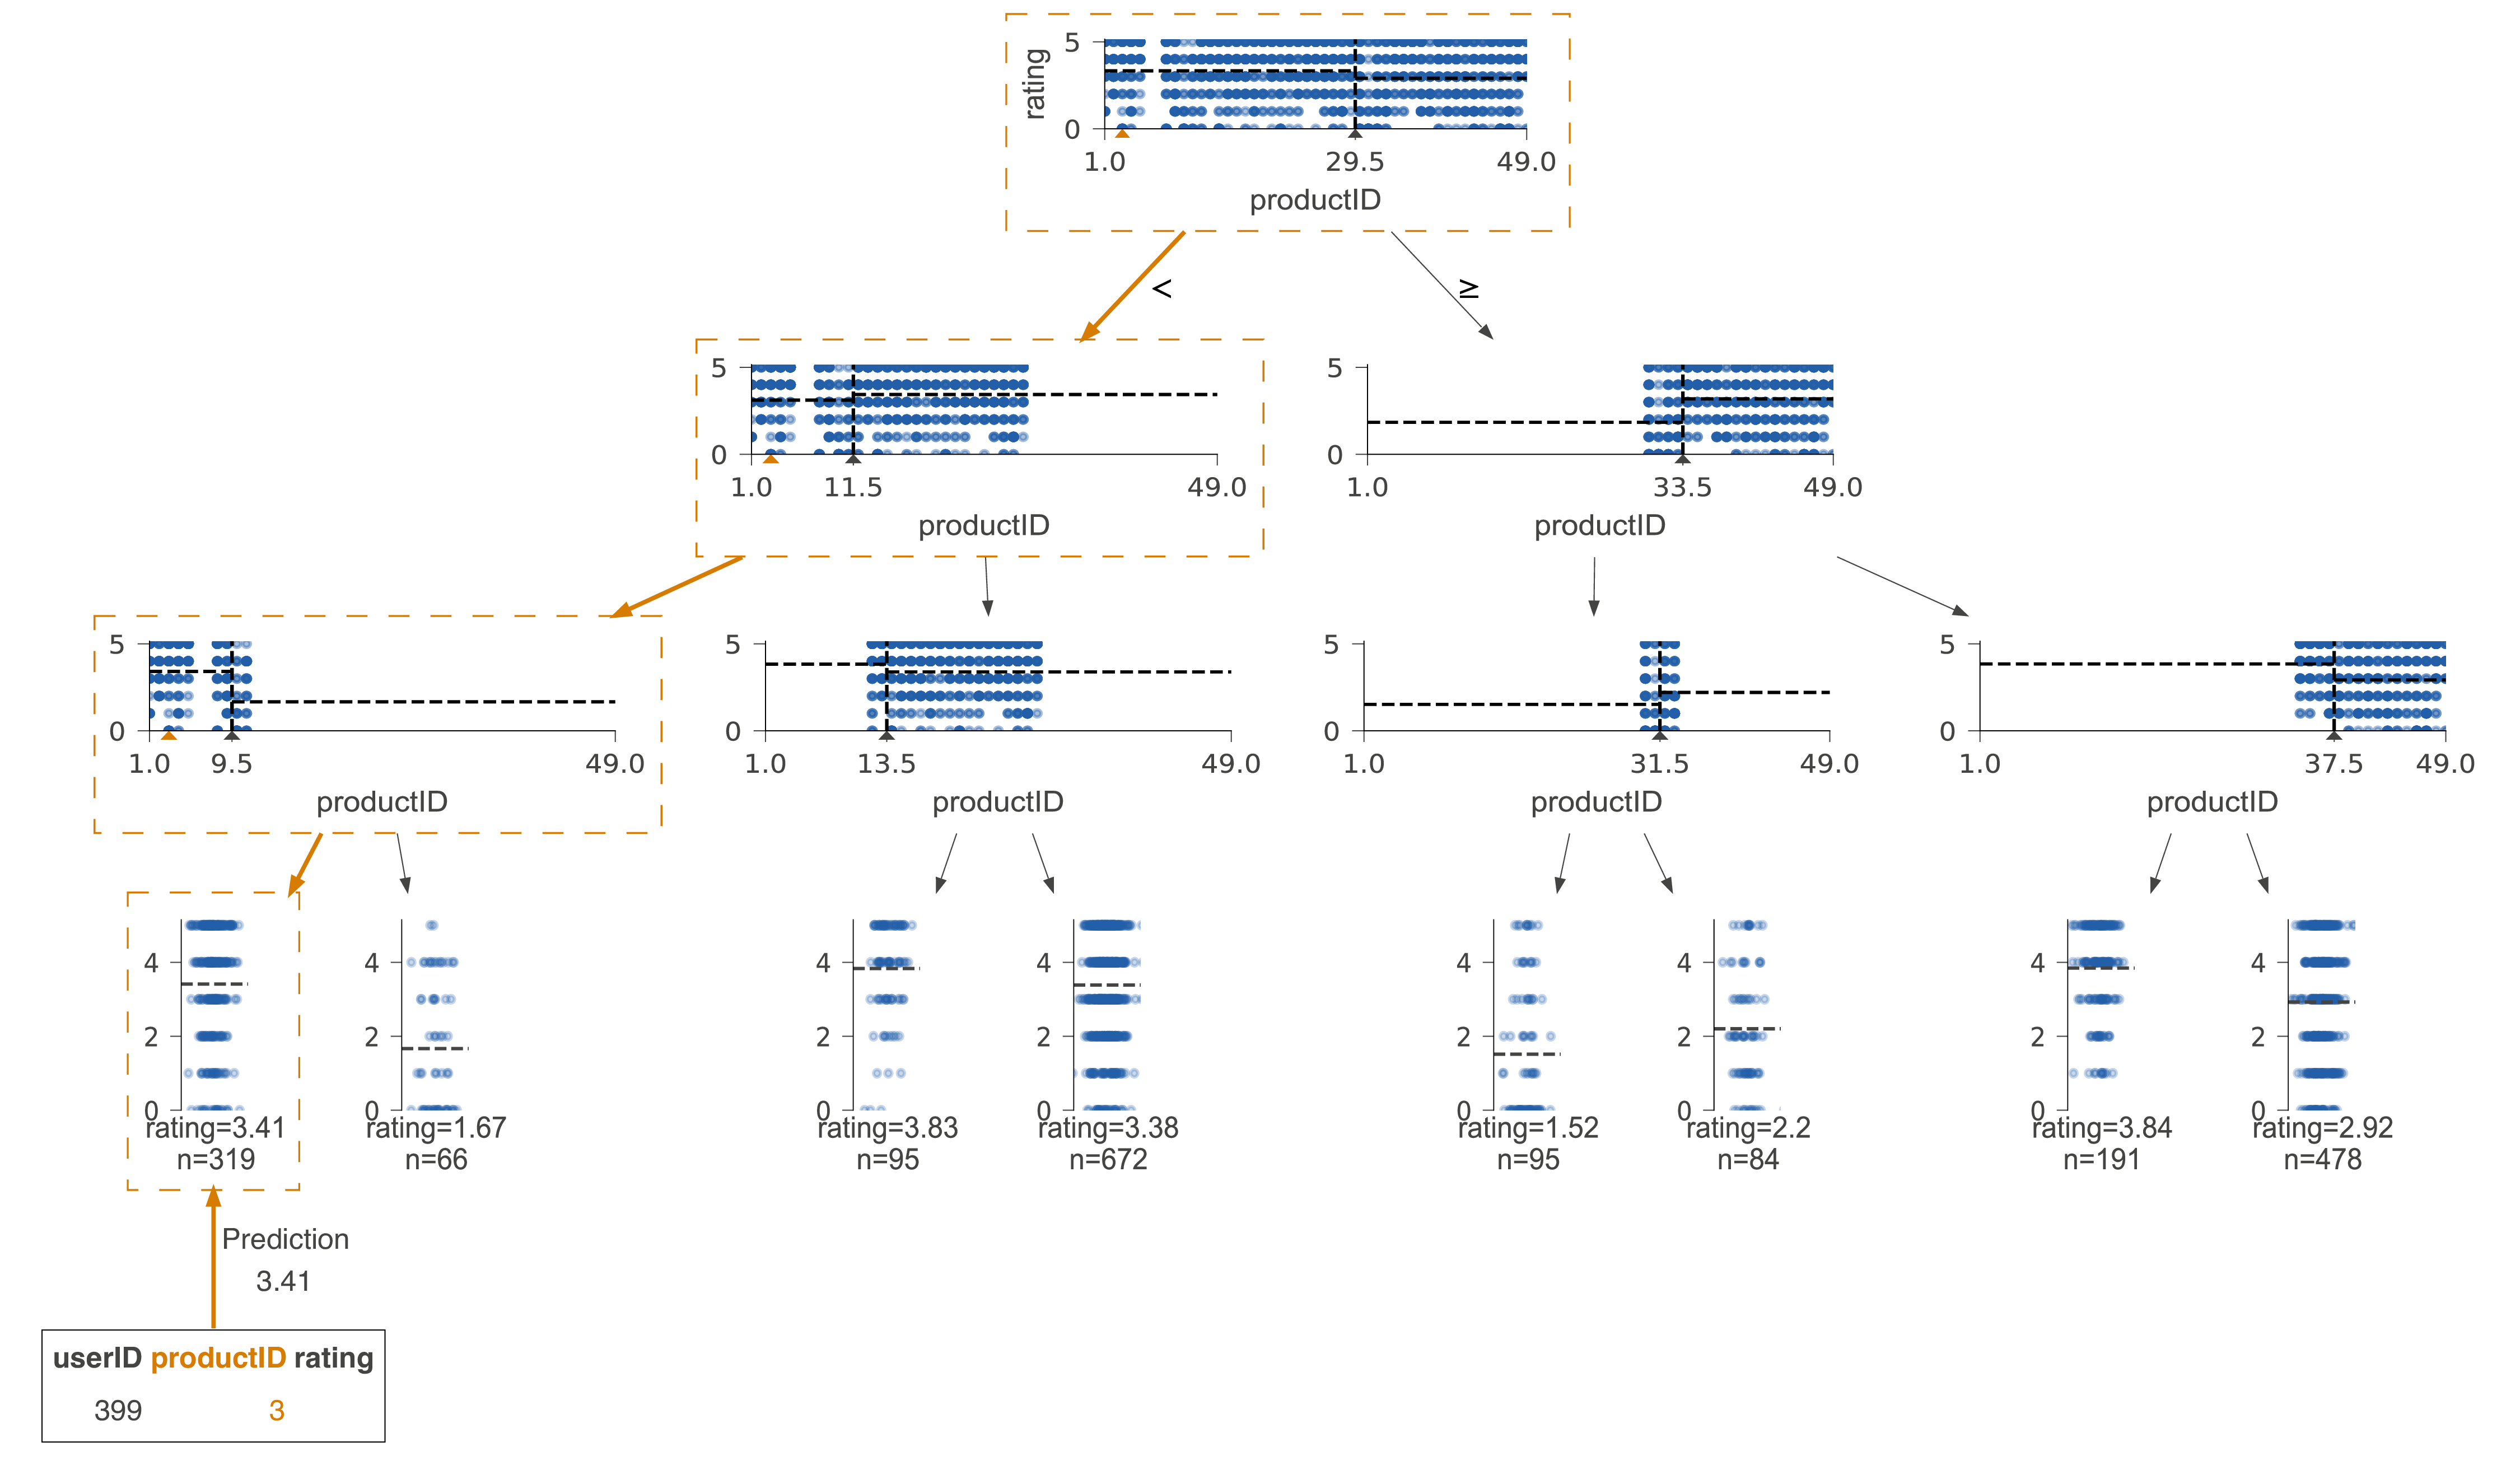 rating
5
0
1.0 29.5 49.0
productID
< ≥
5 5
0 0
1.0 11.5 49.0 1.0 33.5 49.0
productID productID
5 5 5 5
0 0 0 0
1.0 9.5 49.0 1.0 13.5 49.0 1.0 31.5 49.0 1.0 37.5 49.0
productID productID productID productID
4 4 4 4 4 4 4 4
2 2 2 2 2 2 2 2
0 0 0 0 0 0 0 0
rating=3.41 rating=1.67 rating=3.83 rating=3.38 rating=1.52 rating=2.2 rating=3.84 rating=2.92
n=319 n=66 n=95 n=672 n=95 n=84 n=191 n=478
Prediction
3.41
userID productID rating
399 3